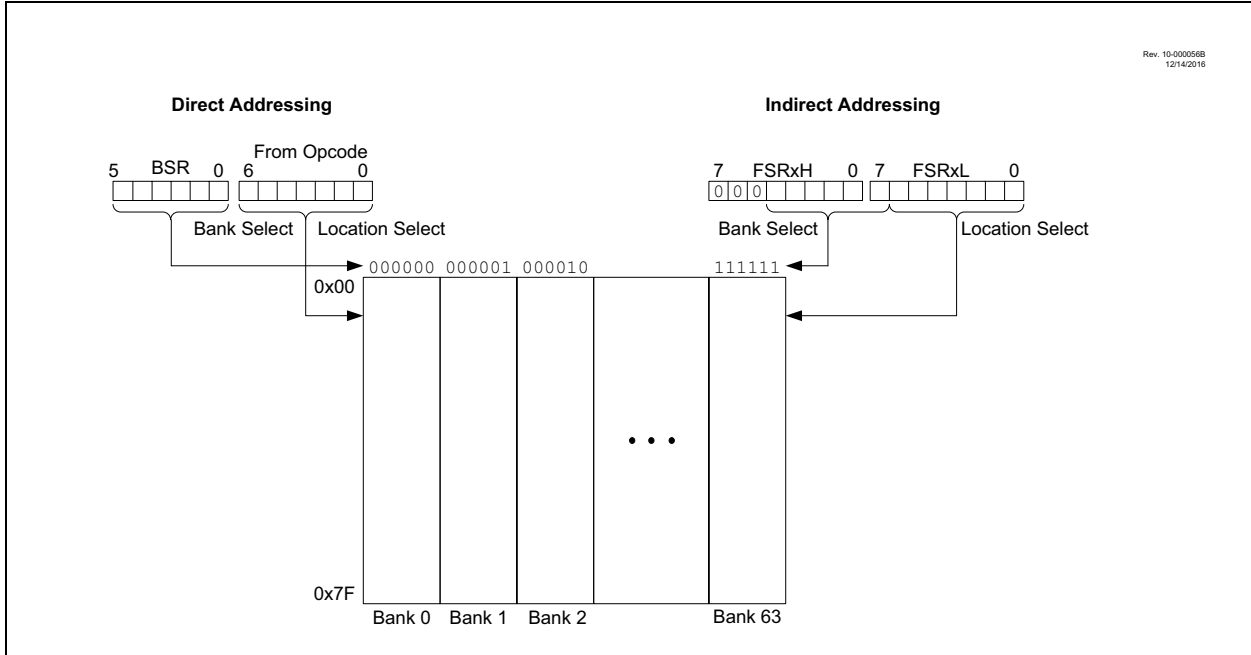 Rev. 10-000056B
12/14/2016
Direct Addressing
Indirect Addressing
From Opcode
5 BSR 0 6 0
7 FSRxH 0 7 FSRxL 0
0 0 0
Bank Select Location Select
Bank Select Location Select
000000 000001 000010 111111
0x00
• • •
0x7F
Bank 0 Bank 1 Bank 2 Bank 63